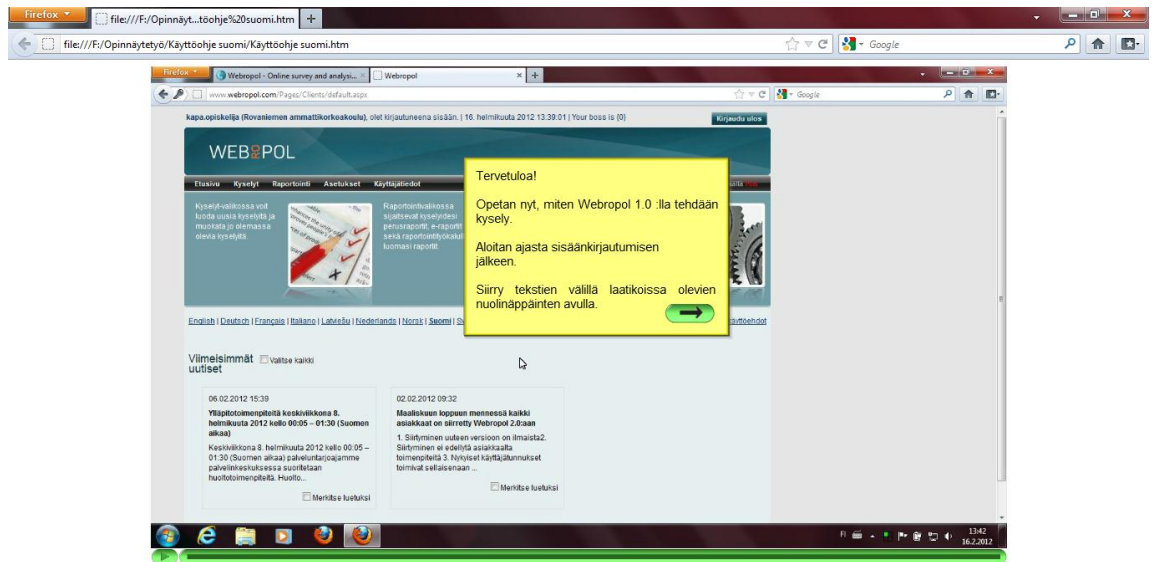 Firefox
file:///F:/Opinnäyt...töohje%20suomi.htm
file:///F:/Opinnäytetyö/Käyttöohje suomi/Käyttöohje suomi.htm
Google
Firefox
Webropol - Online survey and analysi...
Webropol
www.webropol.com/Pages/Clients/default.aspx
Google
kapa.opiskelija (Rovaniemen ammattikorkeakoulu), olet kirjautuneena sisään. | 16. helmikuuta 2012 13:39:01 | Your boss is {0}
Kirjaudu ulos
WEBROPOL
Etusivu Kyselyt Raportointi Asetukset Käyttäjätiedot
Kyselyt-valikossa voit
luoda uusia kyselyitä ja
muokata jo olemassa
olevia kyselyitä.
Raportointivalikossa
sijaitsevat kyselyidesi
perusraportit, e-raportit
sekä raportointityökalull
luomasi raportit.
Tervetuloa!
Opetan nyt, miten Webropol 1.0 :lla tehdään
kysely.
Aloitan ajasta sisäänkirjautumisen
jälkeen.
Siirry tekstien välillä laatikoissa olevien
nuolinäppäinten avulla.
English | Deutsch | Français | Italiano | Latviešu | Nederlands | Norsk | Suomi |
käyttöehdot
Viimeisimmät
uutiset
Valitse kaikki
06.02.2012 15:39
Ylläpitotoimenpiteitä keskiviikkona 8.
helmikuuta 2012 kello 00:05 – 01:30 (Suomen
aikaa)
Keskiviikkona 8. helmikuuta 2012 kello 00:05 –
01:30 (Suomen aikaa) palveluntarjoajamme
palvelinkeskuksessa suoritetaan
huoltotoimenpiteitä. Huolto...
Merkitse luetuksi
02.02.2012 09:32
Maaliskuun loppuun mennessä kaikki
asiakkaat on siirretty Webropol 2.0:aan
1. Siirtyminen uuteen versioon on ilmaista2.
Siirtyminen ei edellytä asiakkaalta
toimenpiteitä 3. Nykyiset käyttäjätunnukset
toimivat sellaisenaan ...
Merkitse luetuksi
FI
13:42
16.2.2012